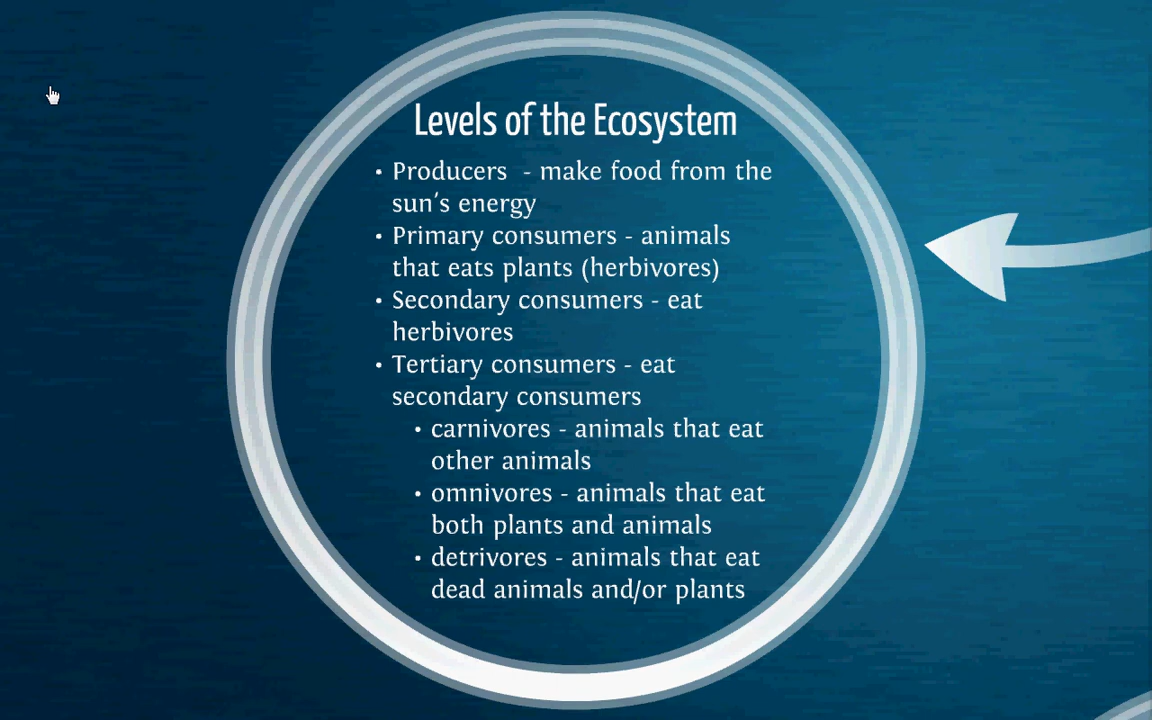 Levels of the Ecosystem
• Producers - make food from the
sun's energy
• Primary consumers - animals
that eats plants (herbivores)
• Secondary consumers - eat
herbivores
• Tertiary consumers - eat
secondary consumers
• carnivores - animals that eat
other animals
• omnivores - animals that eat
both plants and animals
• detrivores - animals that eat
dead animals and/or plants